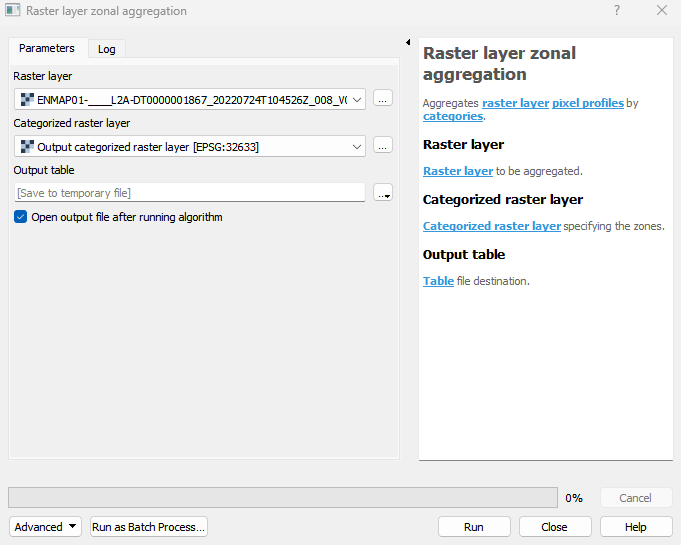 Raster layer zonal aggregation
?
Parameters
Log
Raster layer
ENMAP01-____L2A-DT0000001867_20220724T104526Z_008_V0
...
Categorized raster layer
Output categorized raster layer [EPSG:32633]
...
Output table
[Save to temporary file]
...
Open output file after running algorithm
Raster layer zonal
aggregation
Aggregates raster layer pixel profiles by
categories.
Raster layer
Raster layer to be aggregated.
Categorized raster layer
Categorized raster layer specifying the zones.
Output table
Table file destination.
0%
Cancel
Advanced
Run as Batch Process...
Run
Close
Help